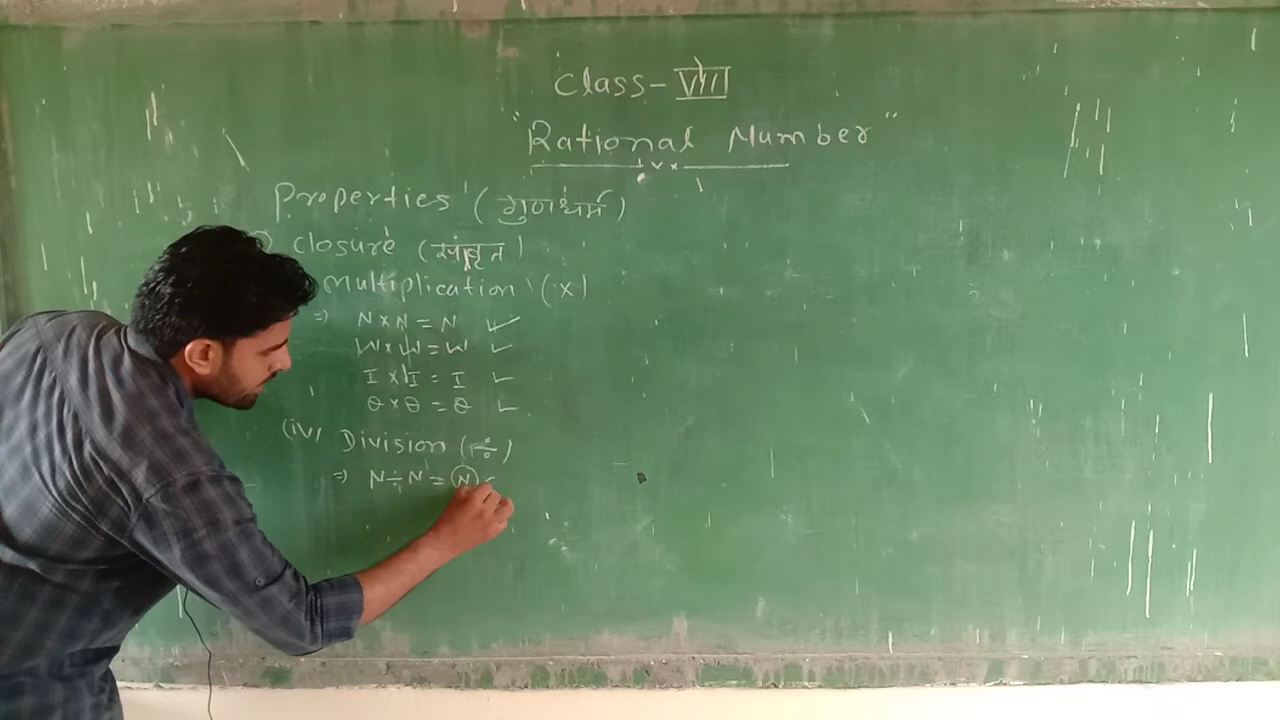 Class - VIII
"Rational Number"
Properties (गुणधर्म)
Closure (संवृत)
Multiplication (x)
=> N x N = N ✓
W x W = W ✓
I x I = I ✓
Q x Q = Q ✓
(iv) Division (÷)
=> N ÷ N = N